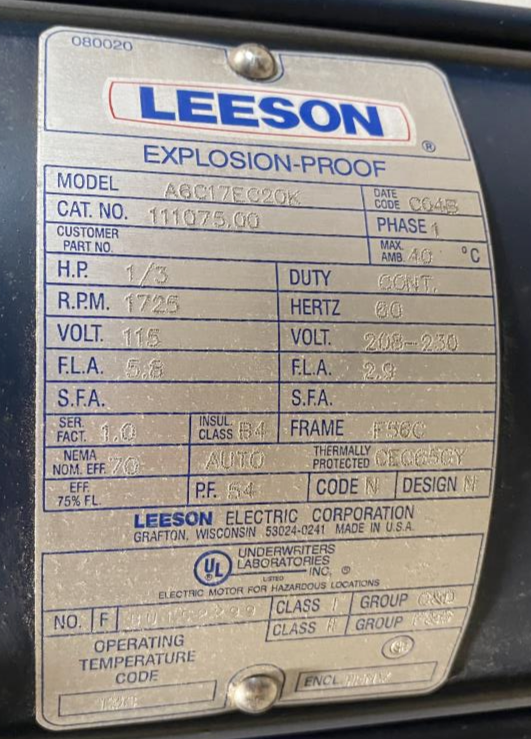 080020
LEESON ®
EXPLOSION-PROOF
MODEL A6C17EC20K DATE CODE C04B
CAT. NO. 111075.00 PHASE 1
CUSTOMER PART NO. MAX. AMB. 40 °C
H.P. 1/3 DUTY CONT.
R.P.M. 1725 HERTZ 60
VOLT. 115 VOLT. 208-230
F.L.A. 5.8 F.L.A. 2.9
S.F.A. S.F.A.
SER. FACT. 1.0 INSUL. CLASS B4 FRAME F56C
NEMA NOM. EFF. 70 AUTO THERMALLY PROTECTED CEC65CY
EFF. 75% FL P.F. 54 CODE N DESIGN N
LEESON ELECTRIC CORPORATION
GRAFTON, WISCONSIN 53024-0241 MADE IN U.S.A.
UL UNDERWRITERS
LABORATORIES
LISTED INC. ®
ELECTRIC MOTOR FOR HAZARDOUS LOCATIONS
NO. F CLASS I GROUP C&D
CLASS II GROUP
OPERATING
TEMPERATURE
CODE
ENCL.